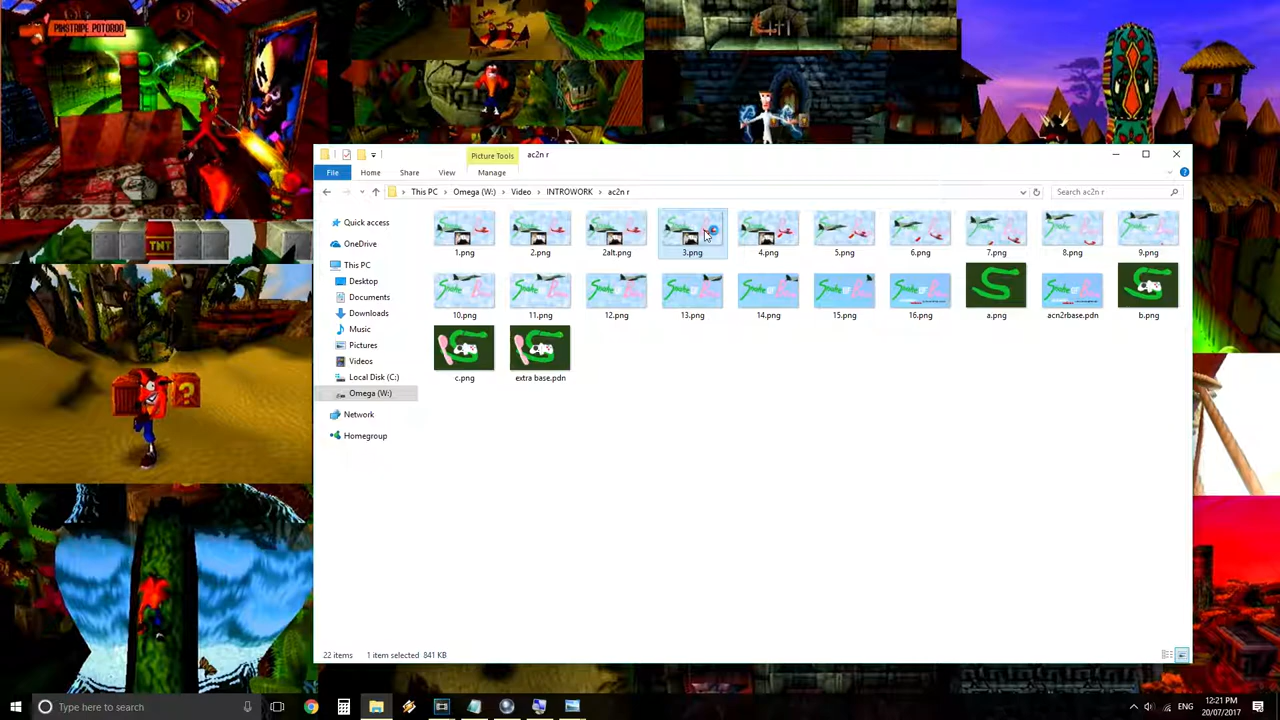 PINSTRIPE POTOROO
TNT
?
Picture Tools
ac2n r
File
Home
Share
View
Manage
This PC
Omega (W:)
Video
INTROWORK
ac2n r
Search ac2n r
Quick access
OneDrive
This PC
Desktop
Documents
Downloads
Music
Pictures
Videos
Local Disk (C:)
Omega (W:)
Network
Homegroup
1.png
2.png
2alt.png
3.png
4.png
5.png
6.png
7.png
8.png
9.png
10.png
11.png
12.png
13.png
14.png
15.png
16.png
a.png
acn2rbase.pdn
b.png
c.png
extra base.pdn
22 items
1 item selected 841 KB
Type here to search
ENG
12:21 PM
20/07/2017